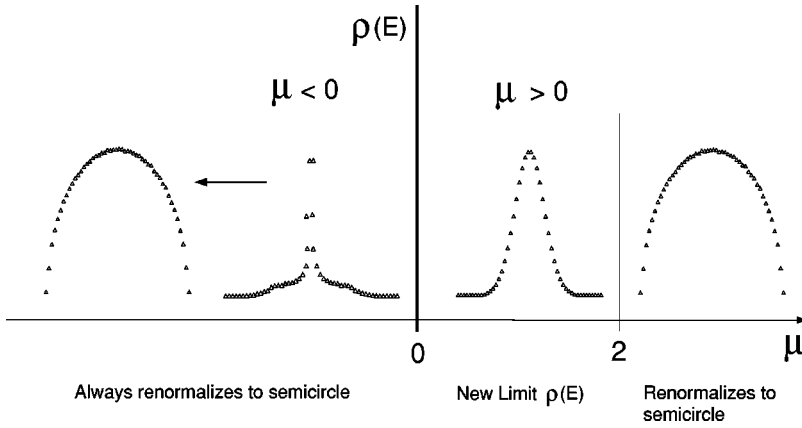 ρ(E)
μ < 0
μ > 0
0
2
μ
Always renormalizes to semicircle
New Limit ρ(E)
Renormalizes to
semicircle